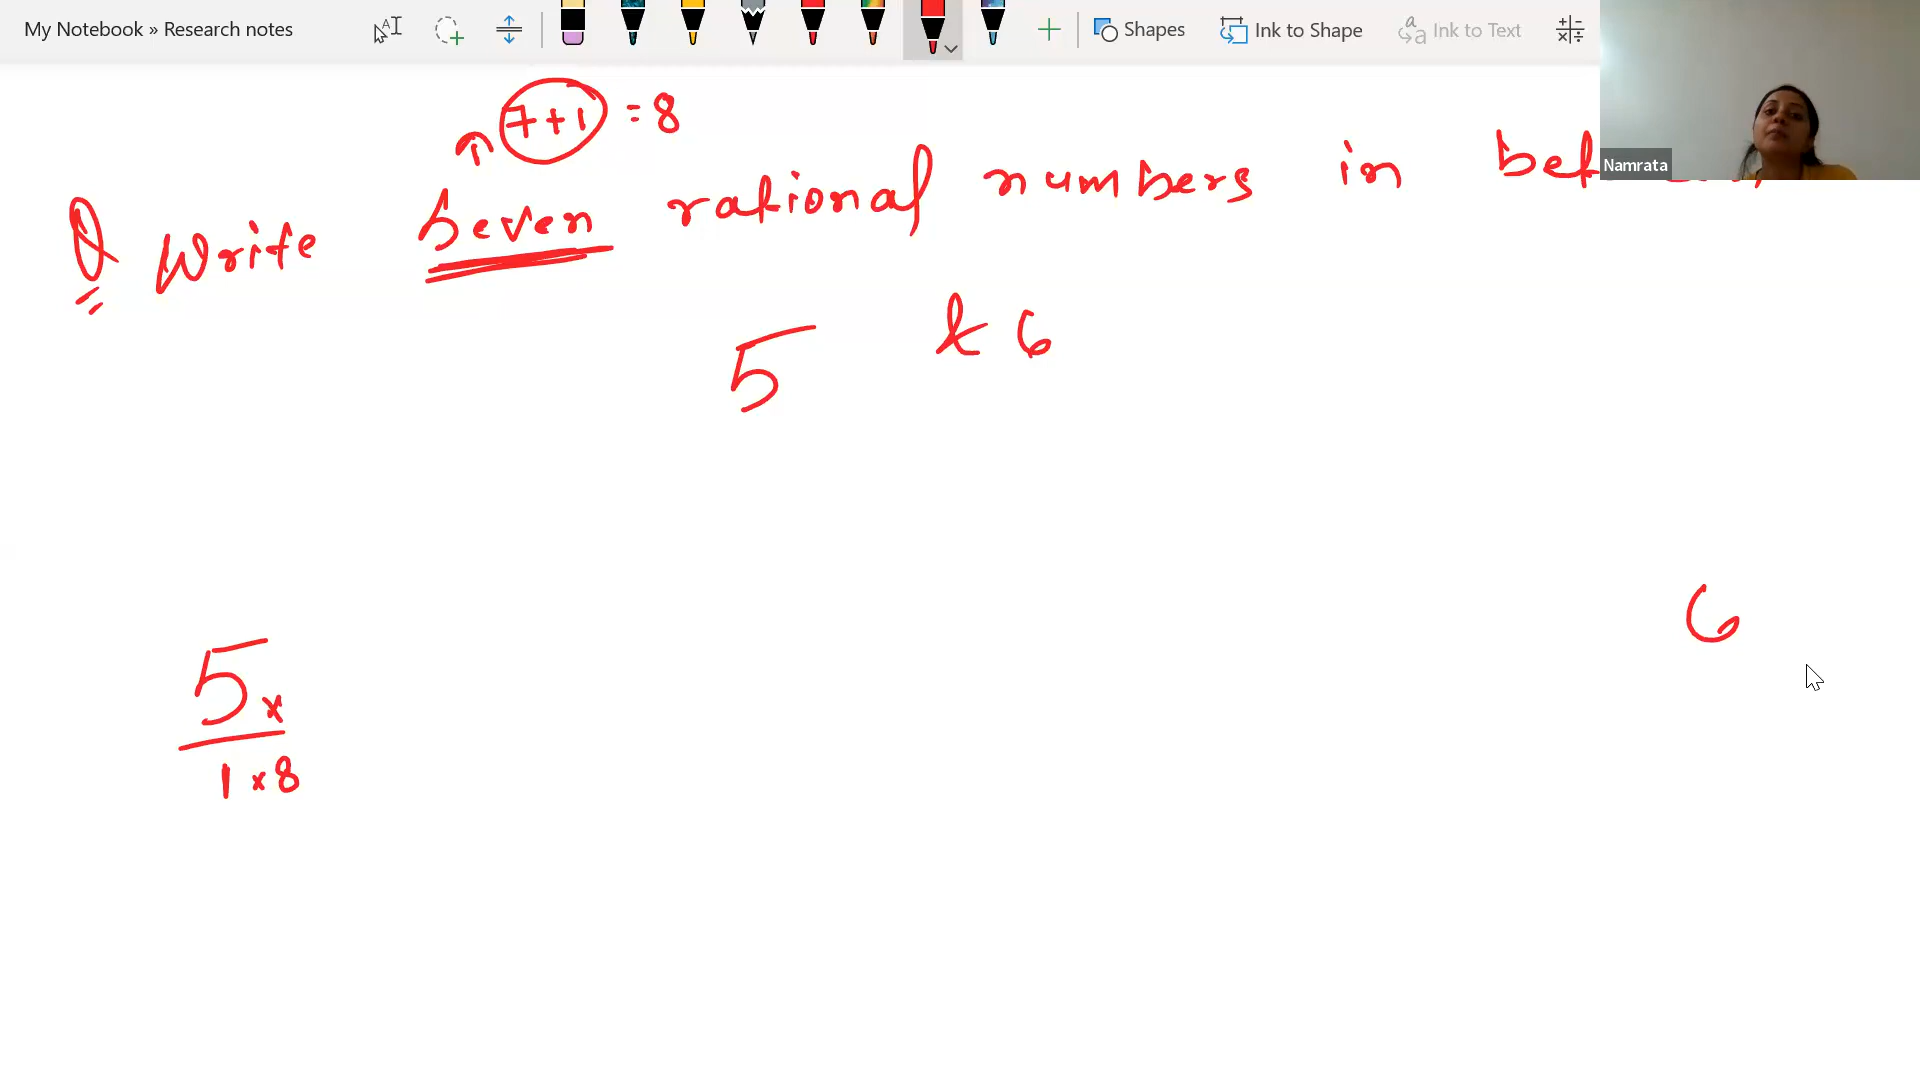 My Notebook » Research notes
Shapes
Ink to Shape
Ink to Text
Namrata
7+1 = 8
Q Write Seven rational numbers in
5 & 6
6
5x
1x8